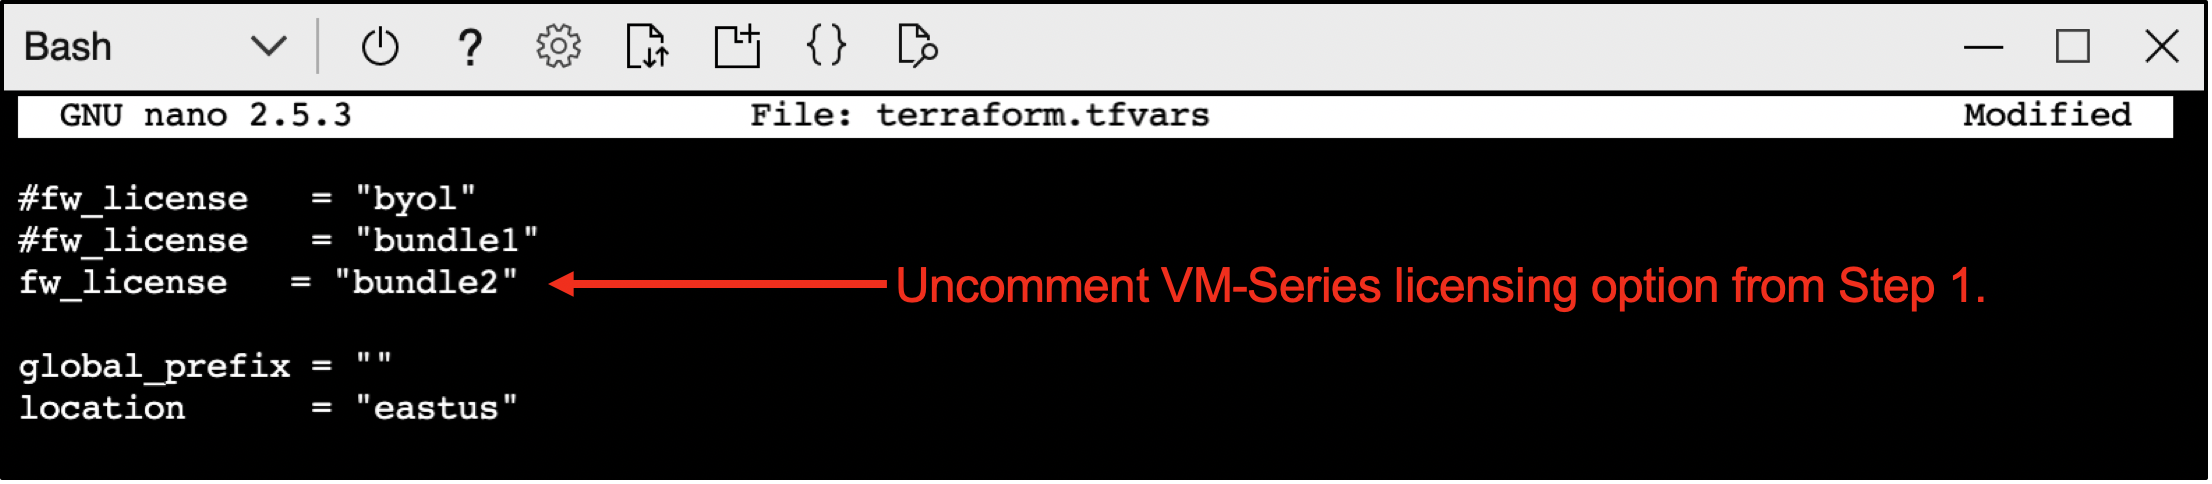 Bash
GNU nano 2.5.3 File: terraform.tfvars Modified
#fw_license = "byol"
#fw_license = "bundle1"
fw_license = "bundle2" Uncomment VM-Series licensing option from Step 1.
global_prefix = ""
location = "eastus"